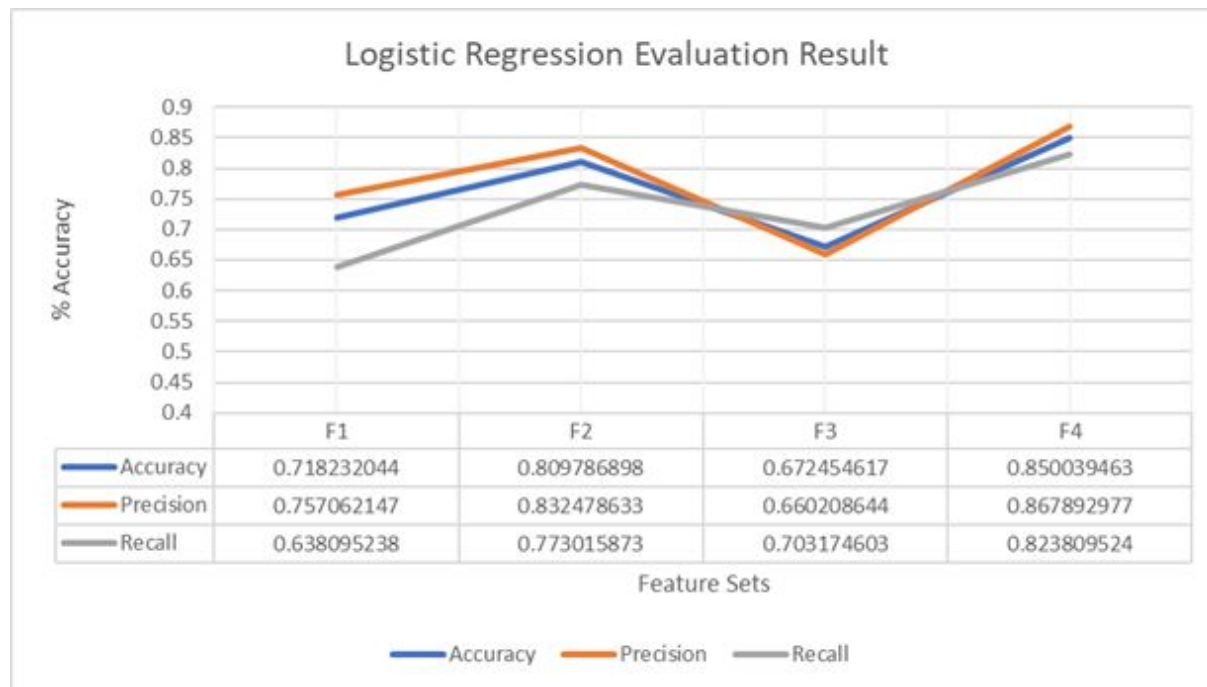 Logistic Regression Evaluation Result
% Accuracy
0.9
0.85
0.8
0.75
0.7
0.65
0.6
0.55
0.5
0.45
0.4
F1 F2 F3 F4
Accuracy 0.718232044 0.809786898 0.672454617 0.850039463
Precision 0.757062147 0.832478633 0.660208644 0.867892977
Recall 0.638095238 0.773015873 0.703174603 0.823809524
Feature Sets
Accuracy Precision Recall